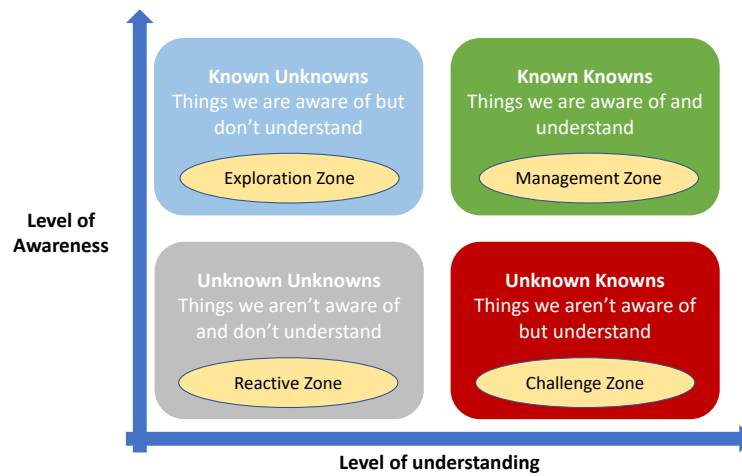 Known Unknowns
Things we are aware of but
don’t understand
Exploration Zone
Known Knowns
Things we are aware of and
understand
Management Zone
Level of
Awareness
Unknown Unknowns
Things we aren’t aware of
and don’t understand
Reactive Zone
Unknown Knowns
Things we aren’t aware of
but understand
Challenge Zone
Level of understanding